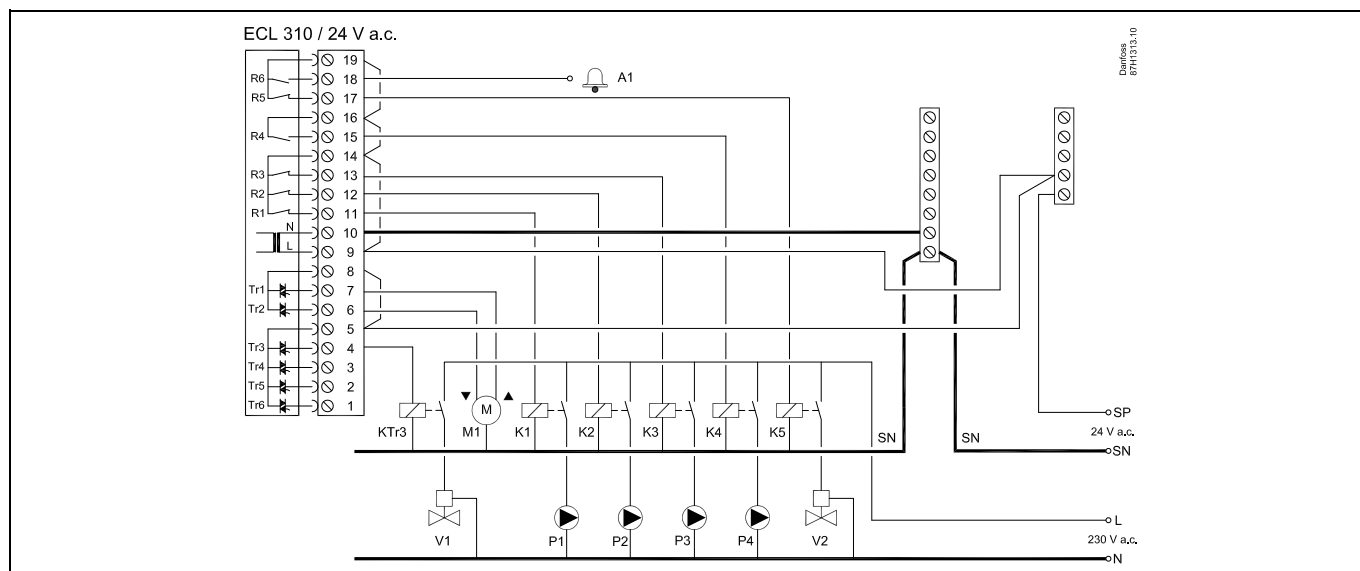 ECL 310 / 24 V a.c.
Danfoss
87H1313.10
19
R6 18 A1
R5 17
16
R4 15
14
R3 13
R2 12
R1 11
N 10
L 9
8
Tr1 7
Tr2 6
5
Tr3 4
Tr4 3
Tr5 2
Tr6 1
M
KTr3 M1 K1 K2 K3 K4 K5 SN SN
SP
24 V a.c.
SN
V1 P1 P2 P3 P4 V2
L
230 V a.c.
N